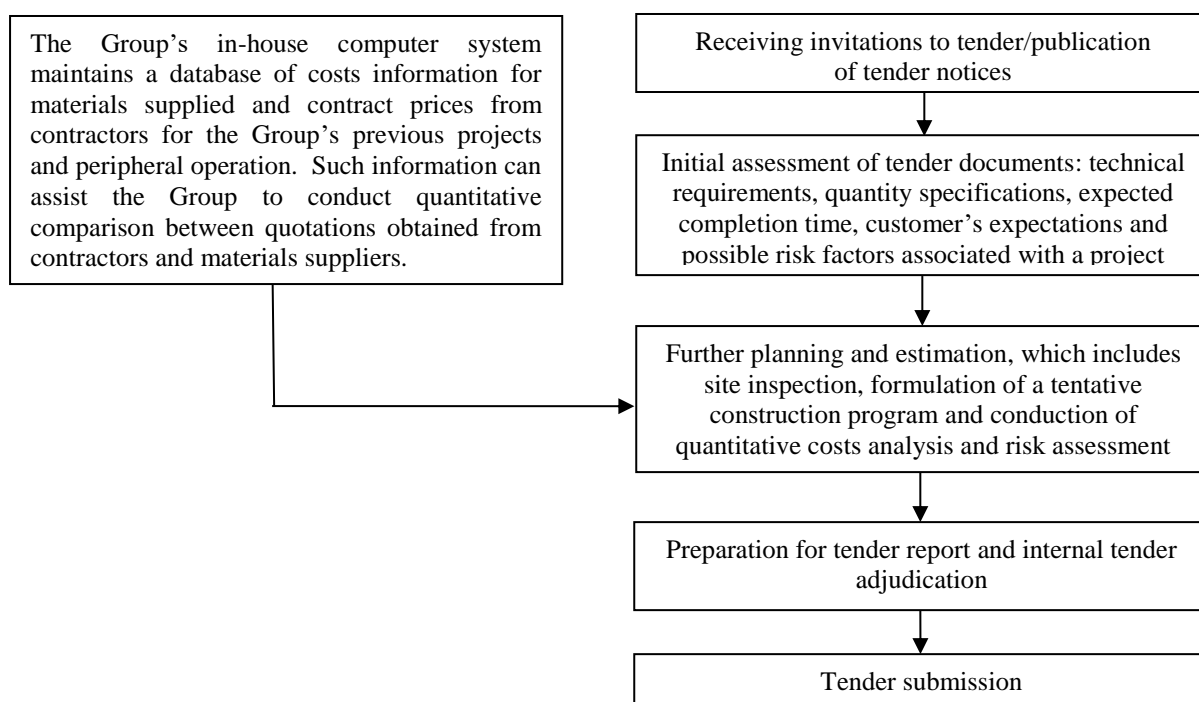 The Group's in-house computer system
maintains a database of costs information for
materials supplied and contract prices from
contractors for the Group's previous projects
and peripheral operation. Such information can
assist the Group to conduct quantitative
comparison between quotations obtained from
contractors and materials suppliers.
Receiving invitations to tender/publication
of tender notices
Initial assessment of tender documents: technical
requirements, quantity specifications, expected
completion time, customer's expectations and
possible risk factors associated with a project
Further planning and estimation, which includes
site inspection, formulation of a tentative
construction program and conduction of
quantitative costs analysis and risk assessment
Preparation for tender report and internal tender
adjudication
Tender submission